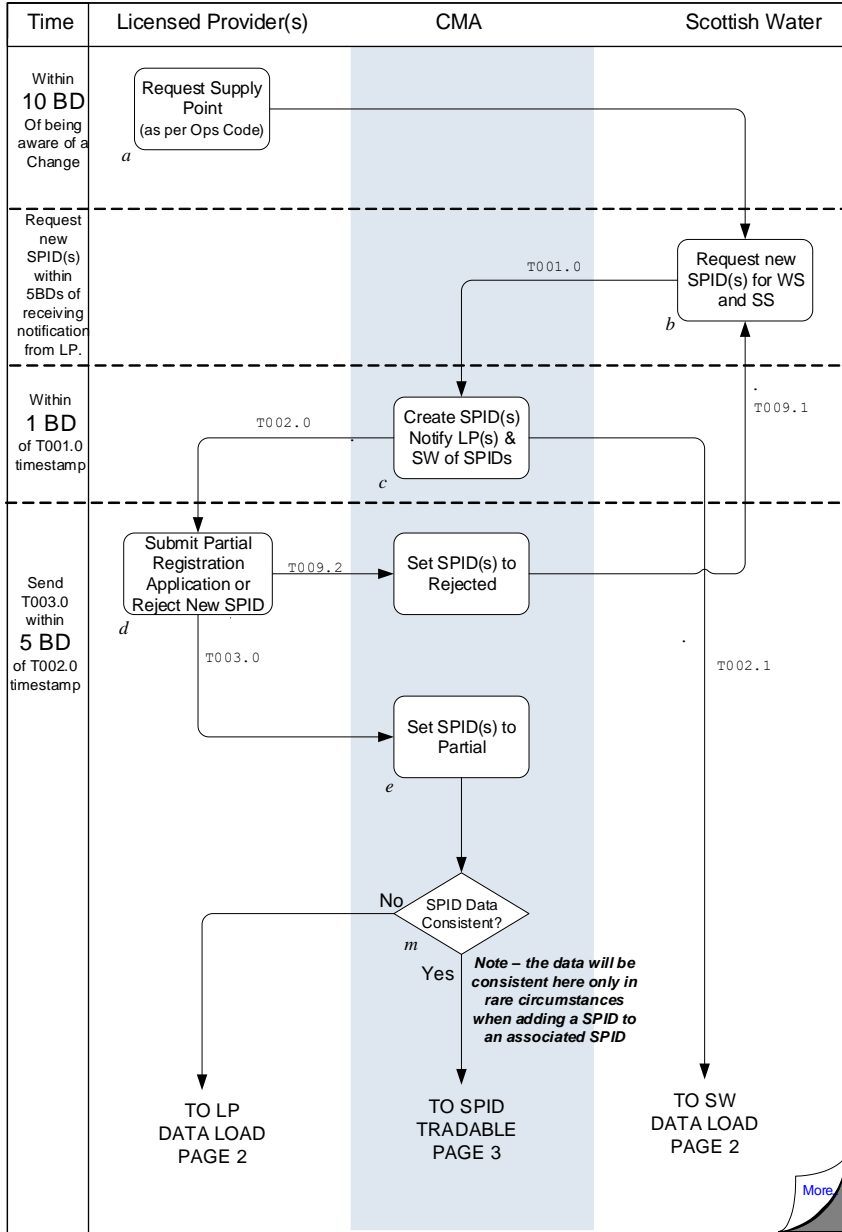 Time
Licensed Provider(s)
CMA
Scottish Water
Within
10 BD
Of being
aware of a
Change
Request Supply
Point
(as per Ops Code)
a
Request
new
SPID(s)
within
5BDs of
receiving
notification
from LP.
T001.0
Request new
SPID(s) for WS
and SS
b
Within
1 BD
of T001.0
timestamp
T002.0
Create SPID(s)
Notify LP(s) &
SW of SPIDs
c
T009.1
Send
T003.0
within
5 BD
of T002.0
timestamp
Submit Partial
Registration
Application or
Reject New SPID
d
T009.2
Set SPID(s) to
Rejected
T003.0
T002.1
Set SPID(s) to
Partial
e
No
SPID Data
Consistent?
m
Yes
Note – the data will be
consistent here only in
rare circumstances
when adding a SPID to
an associated SPID
TO LP
DATA LOAD
PAGE 2
TO SPID
TRADABLE
PAGE 3
TO SW
DATA LOAD
PAGE 2
More..